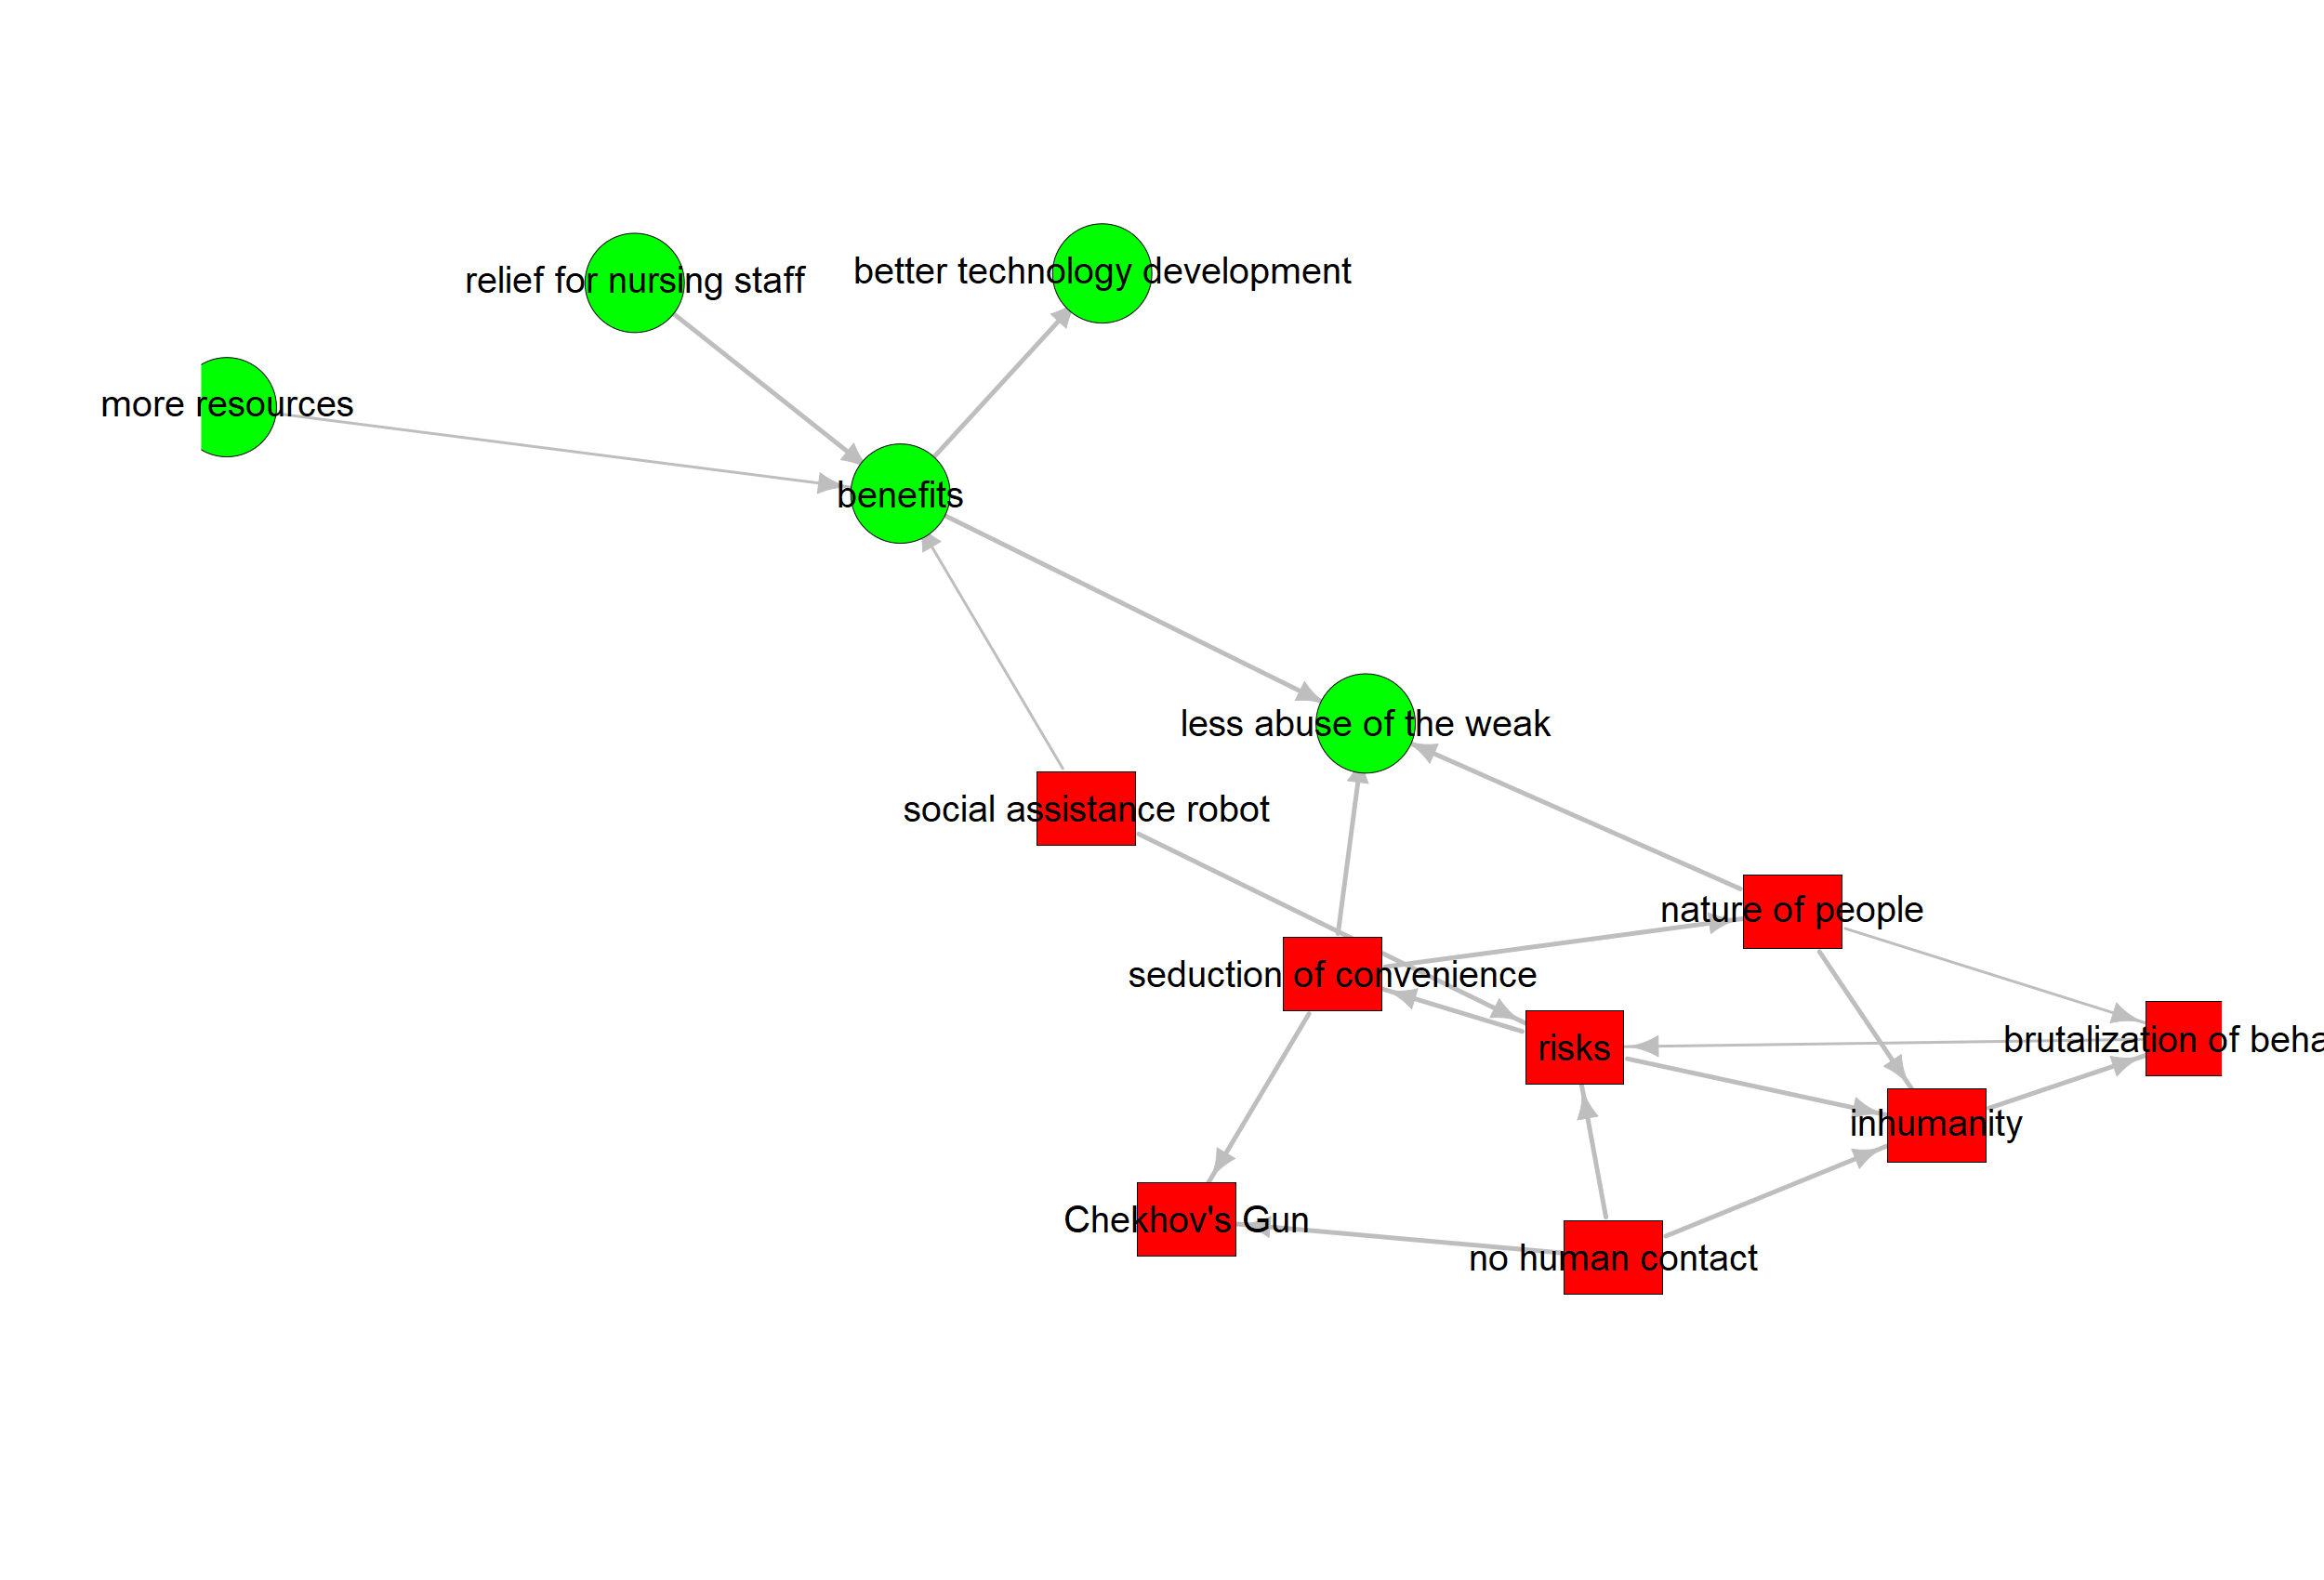 better technology development
relief for nursing staff
more resources
benefits
less abuse of the weak
social assistance robot
nature of people
seduction of convenience
risks
brutalization of beha
inhumanity
Chekhov's Gun
no human contact